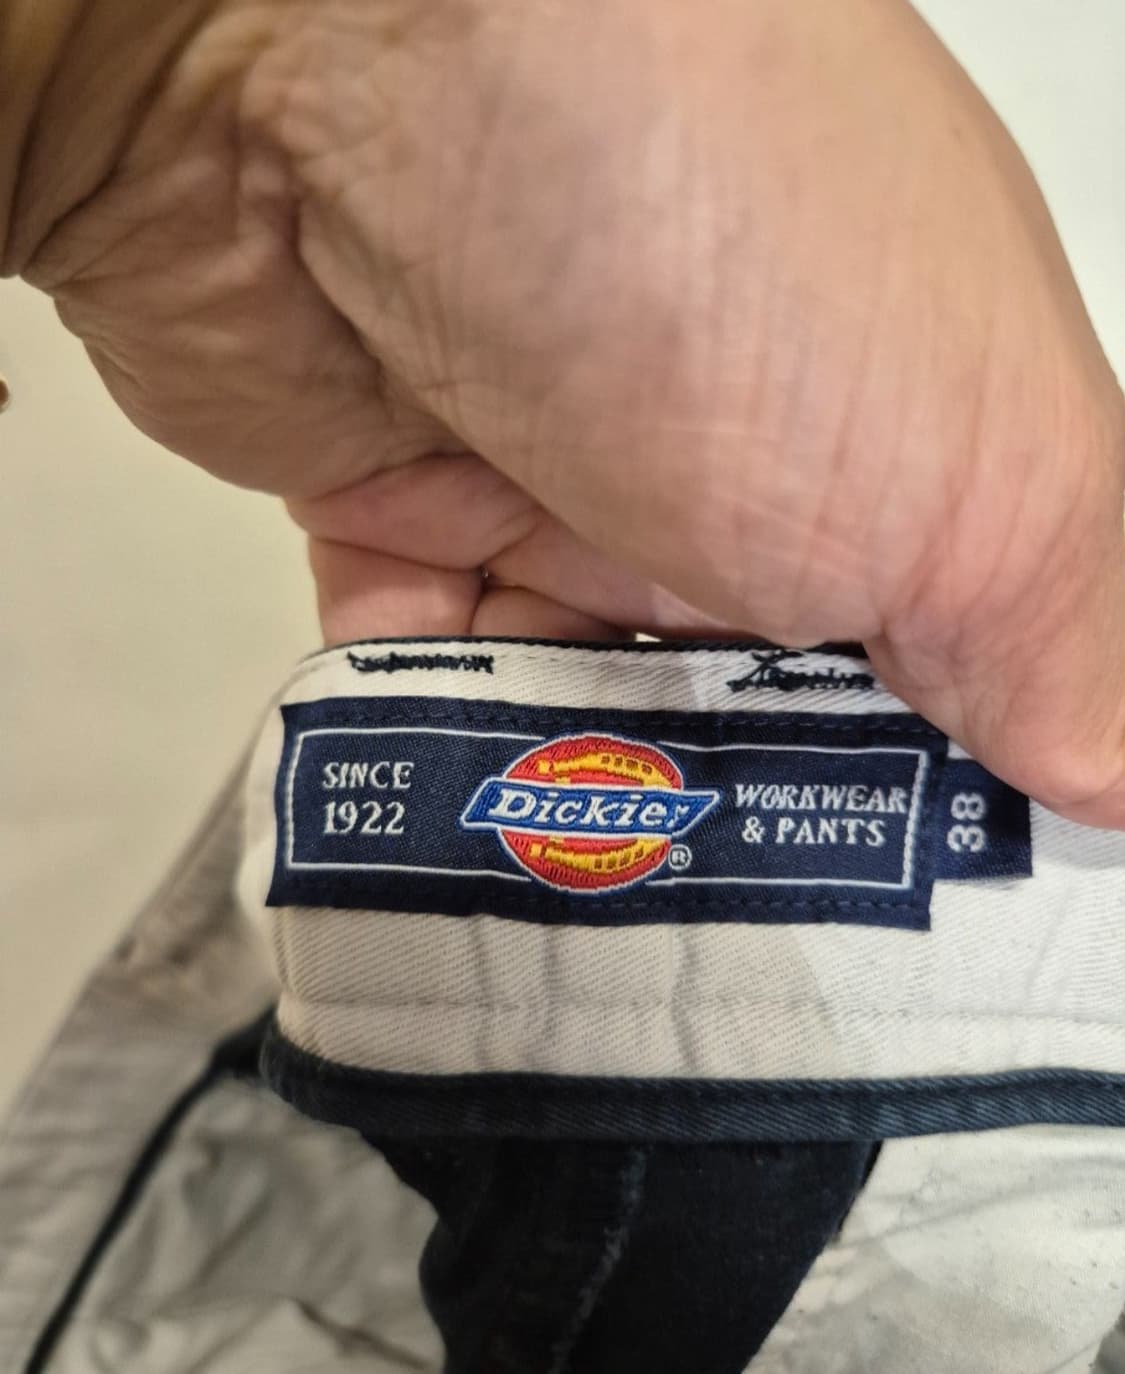 SINCE
1922
Dickies
®
WORKWEAR
& PANTS
38